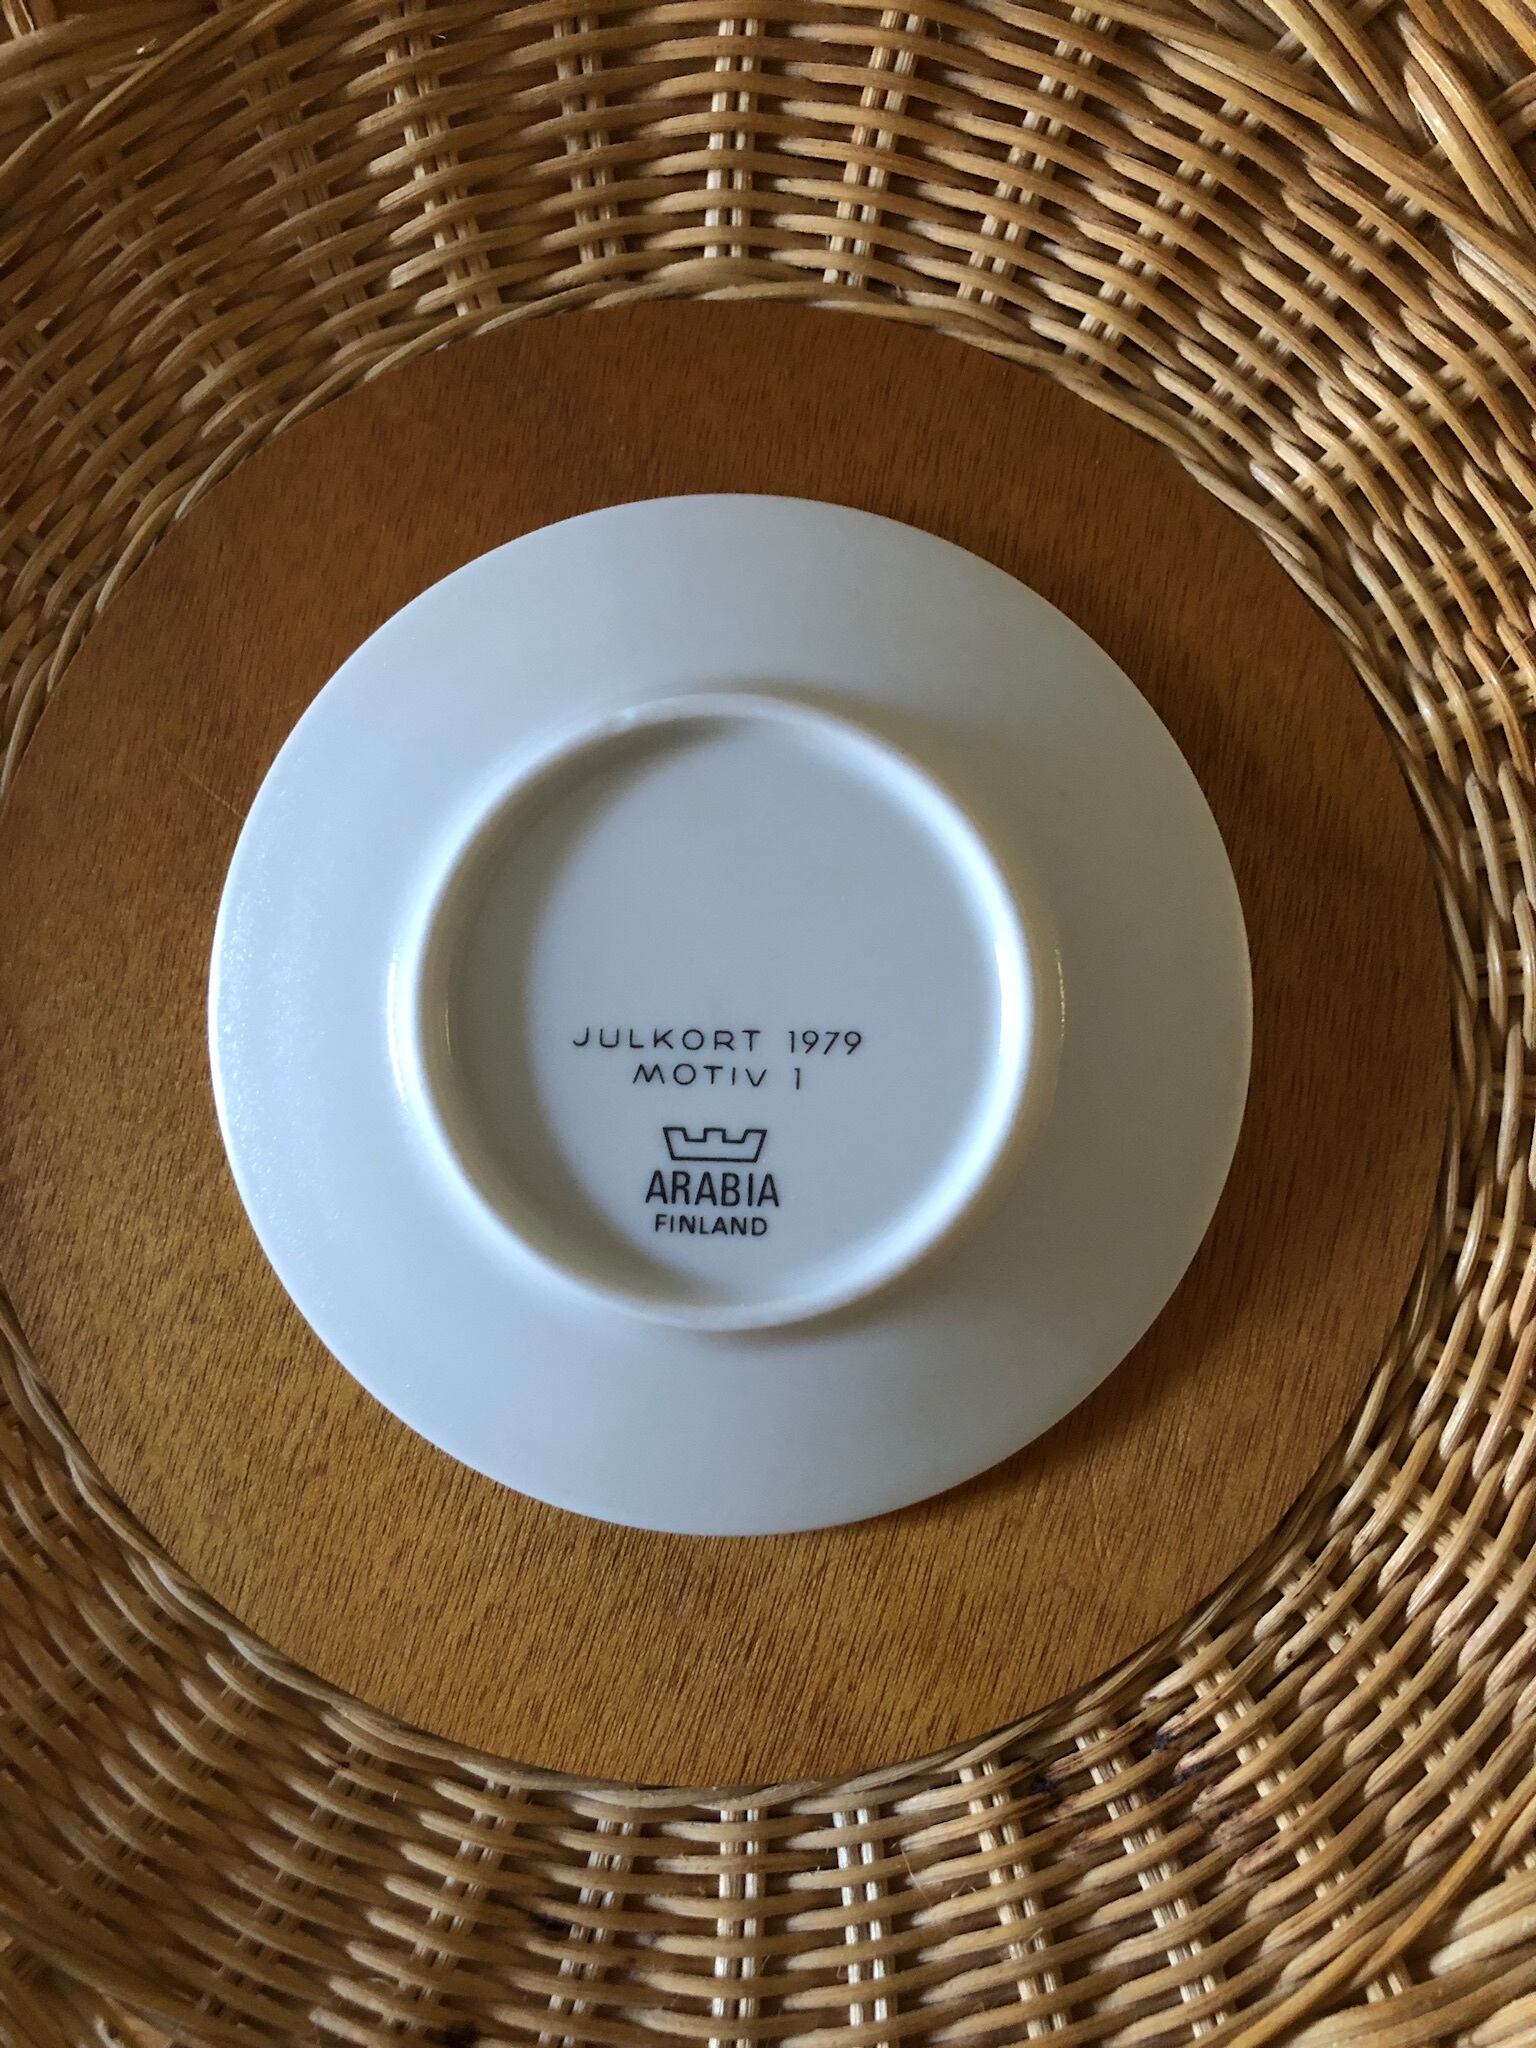 JULKORT 1979
MOTIV 1
ARABIA
FINLAND